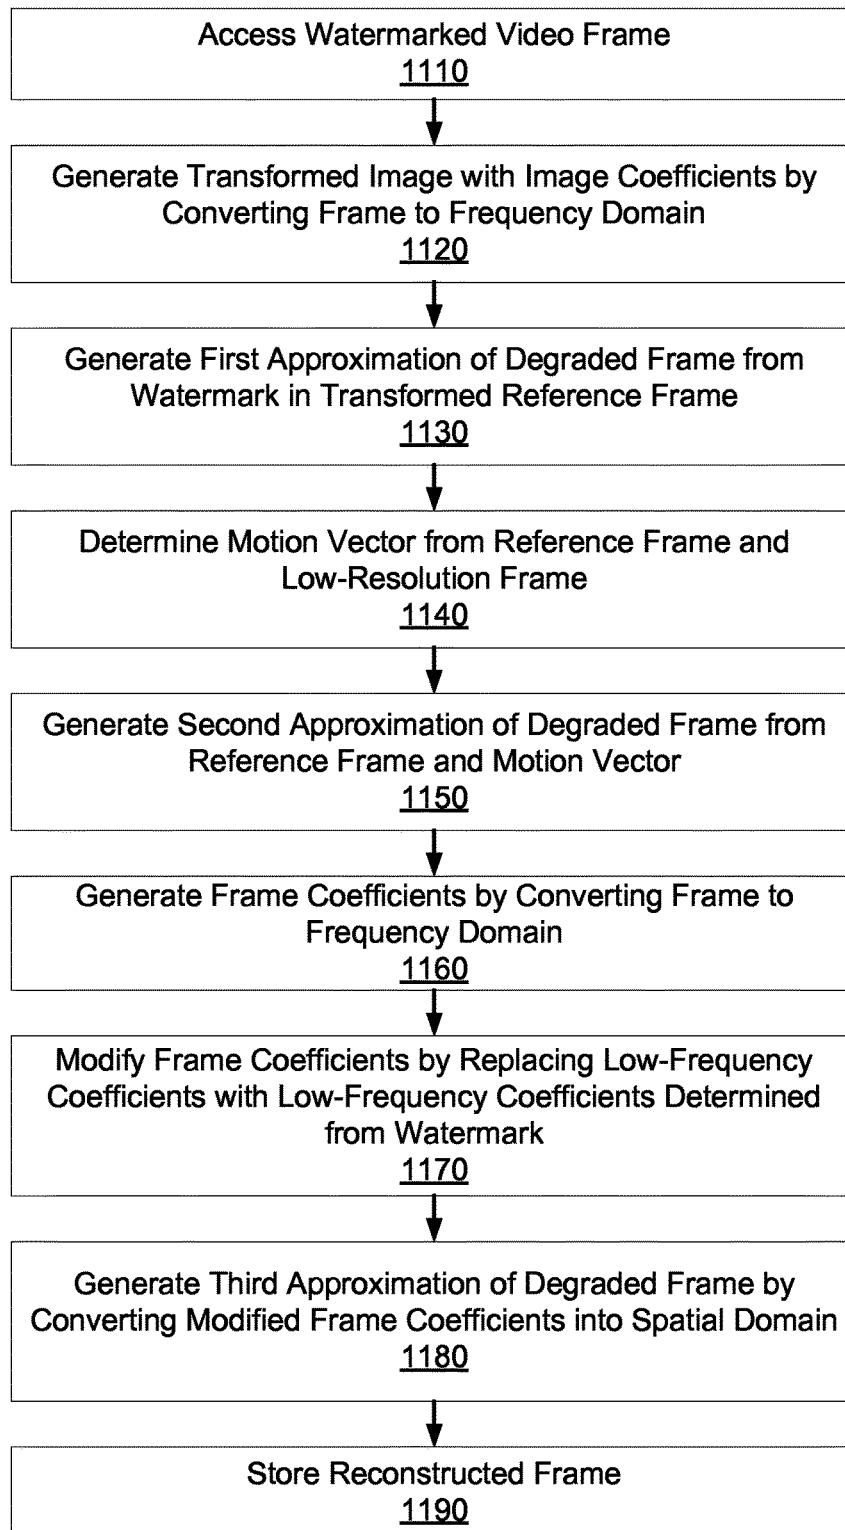 Access Watermarked Video Frame
1110
Generate Transformed Image with Image Coefficients by
Converting Frame to Frequency Domain
1120
Generate First Approximation of Degraded Frame from
Watermark in Transformed Reference Frame
1130
Determine Motion Vector from Reference Frame and
Low-Resolution Frame
1140
Generate Second Approximation of Degraded Frame from
Reference Frame and Motion Vector
1150
Generate Frame Coefficients by Converting Frame to
Frequency Domain
1160
Modify Frame Coefficients by Replacing Low-Frequency
Coefficients with Low-Frequency Coefficients Determined
from Watermark
1170
Generate Third Approximation of Degraded Frame by
Converting Modified Frame Coefficients into Spatial Domain
1180
Store Reconstructed Frame
1190